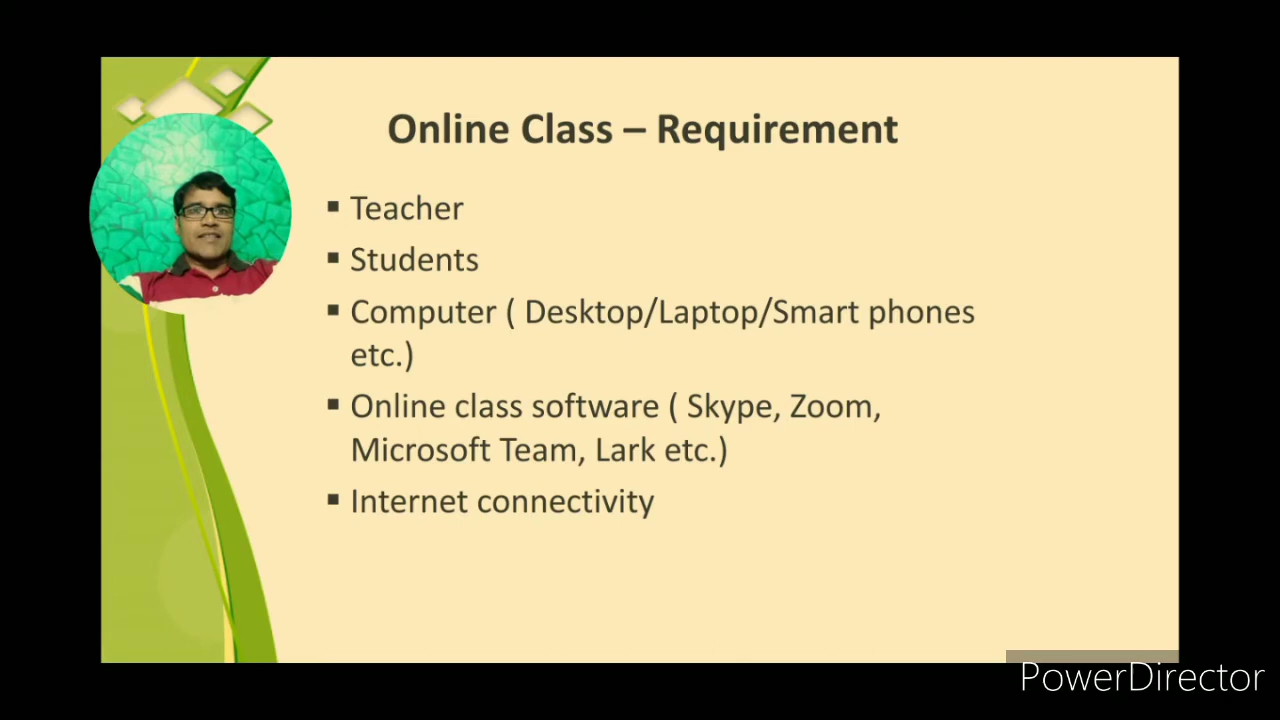 Online Class – Requirement
▪ Teacher
▪ Students
▪ Computer ( Desktop/Laptop/Smart phones
etc.)
▪ Online class software ( Skype, Zoom,
Microsoft Team, Lark etc.)
▪ Internet connectivity
PowerDirector